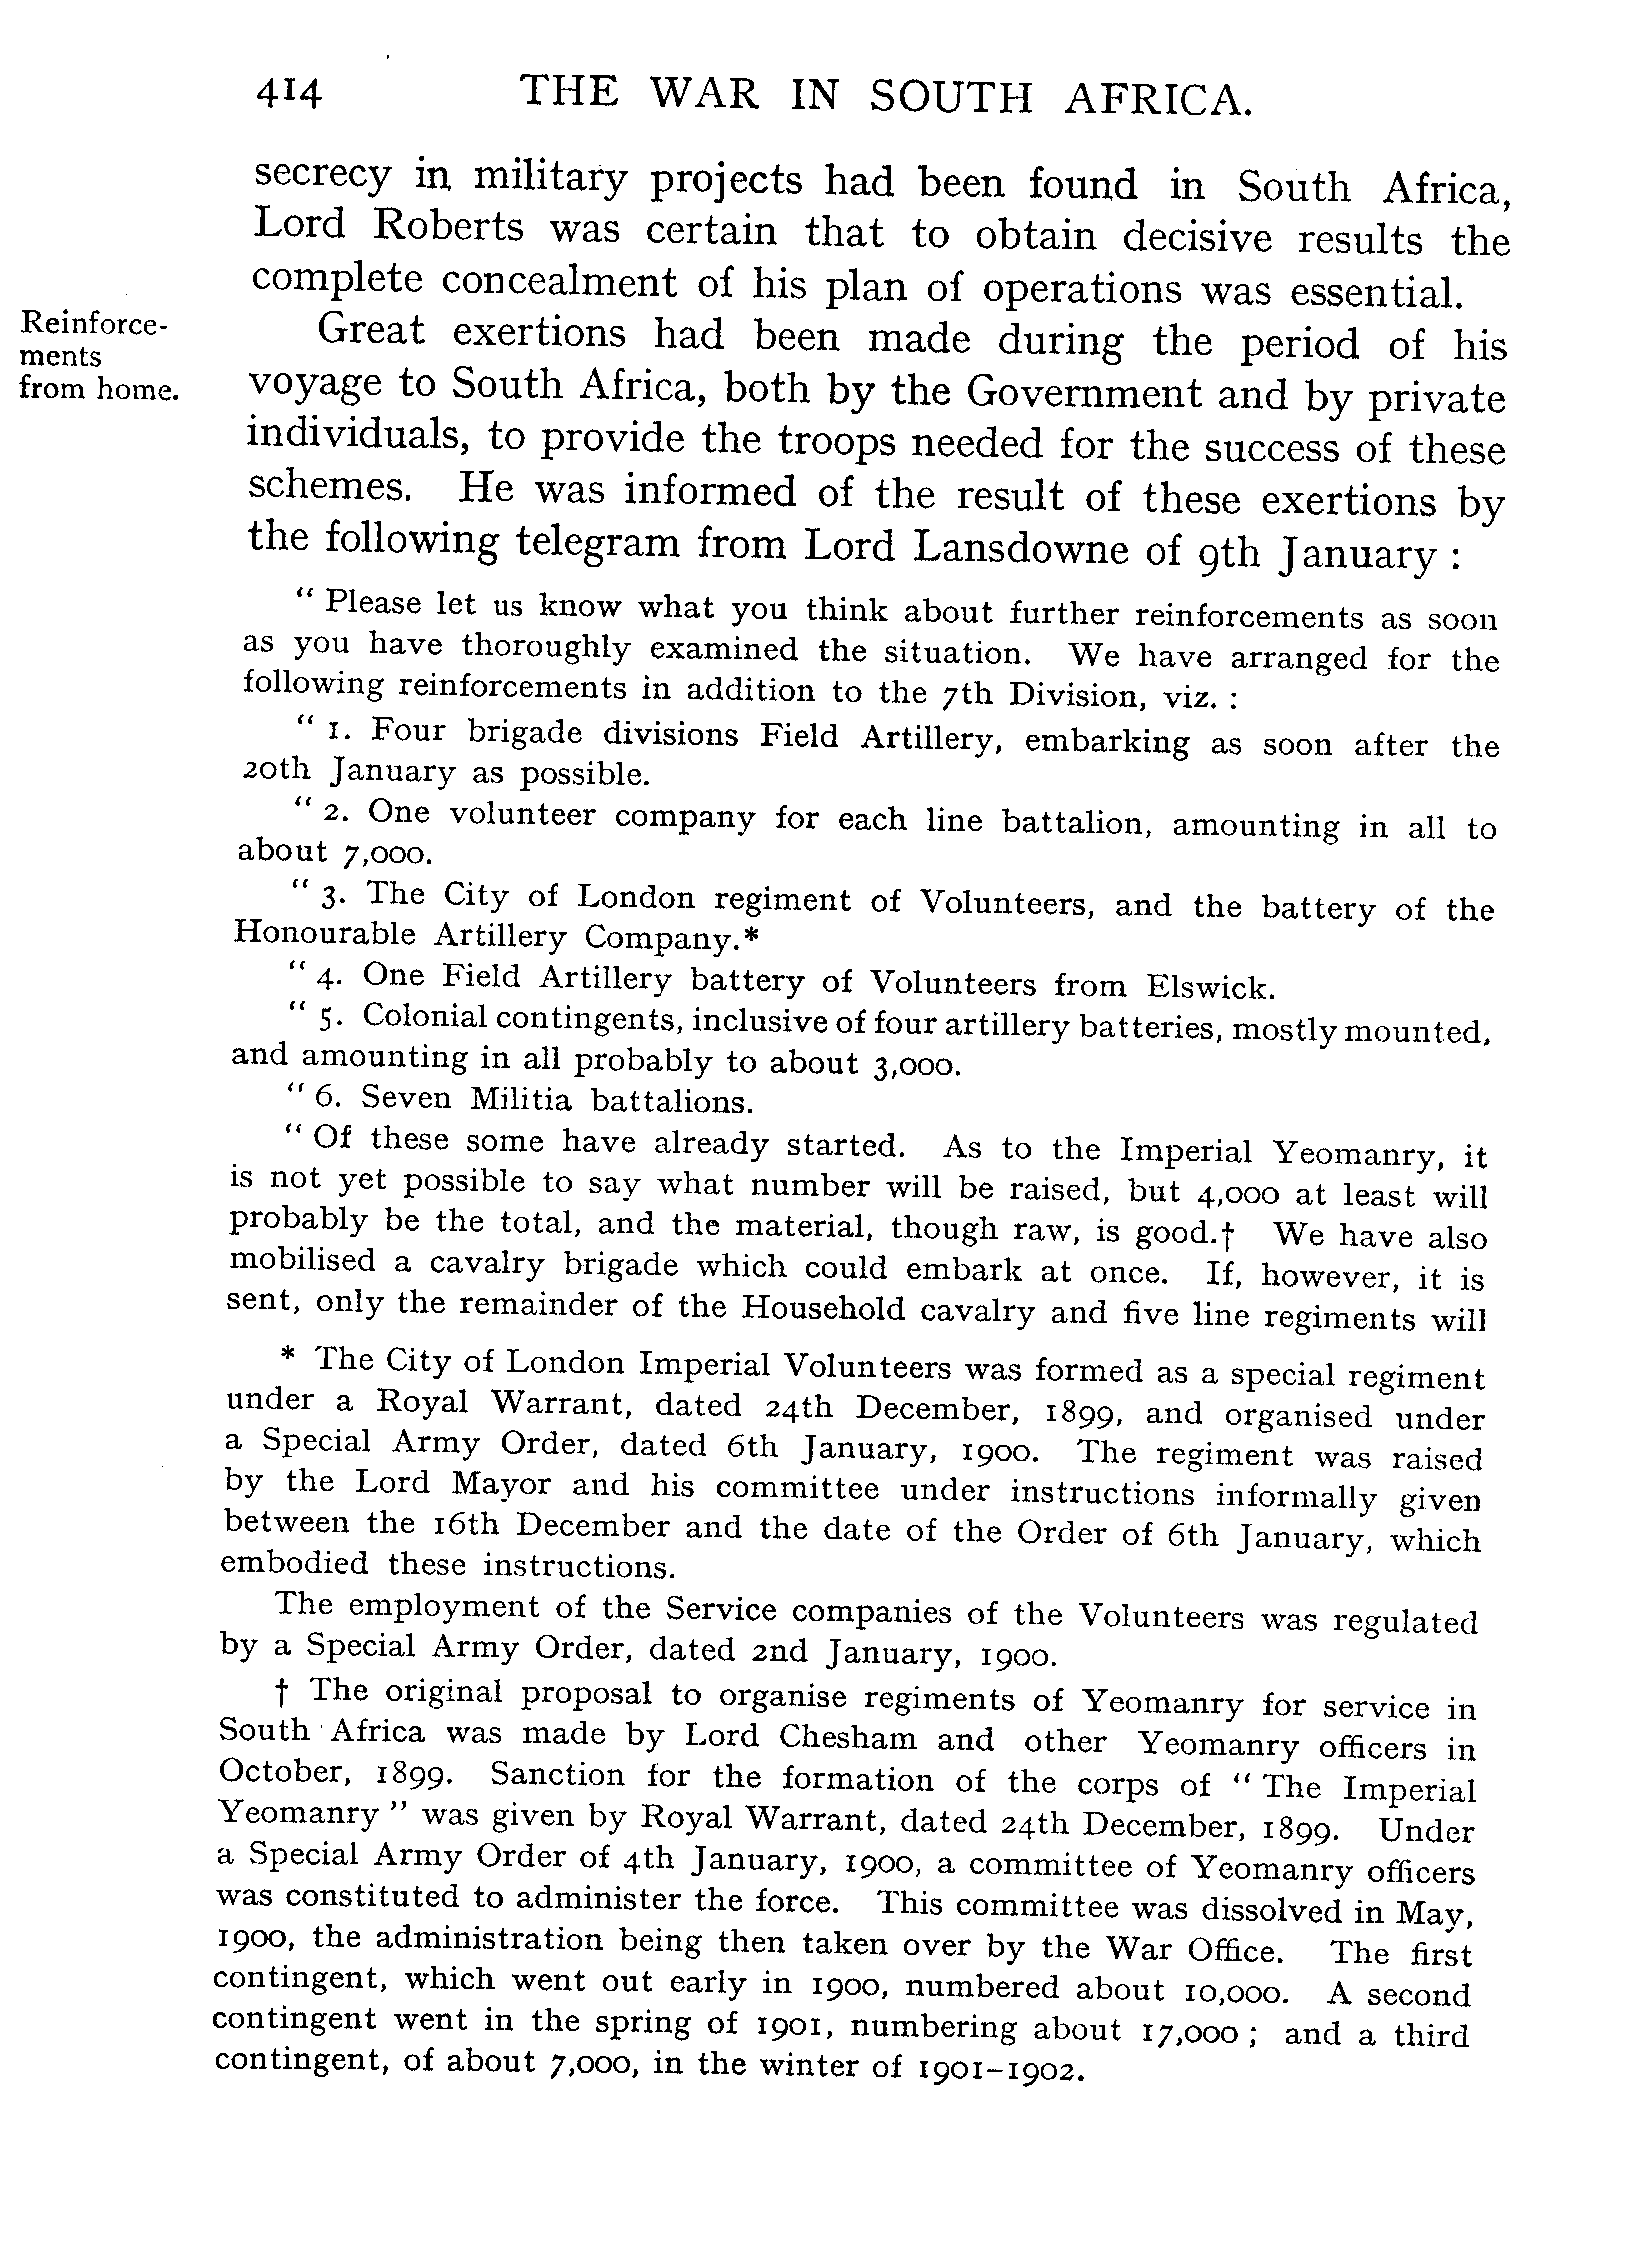 414 THE WAR IN SOUTH AFRICA.
secrecy in military projects had been found in South Africa,
Lord Roberts was certain that to obtain decisive results the
complete concealment of his plan of operations was essential.
Reinforce-
ments
from home.
Great exertions had been made during the period of his
voyage to South Africa, both by the Government and by private
individuals, to provide the troops needed for the success of these
schemes. He was informed of the result of these exertions by
the following telegram from Lord Lansdowne of 9th January :
“ Please let us know what you think about further reinforcements as soon
as you have thoroughly examined the situation. We have arranged for the
following reinforcements in addition to the 7th Division, viz. :
“ 1. Four brigade divisions Field Artillery, embarking as soon after the
20th January as possible.
“ 2. One volunteer company for each line battalion, amounting in all to
about 7,000.
“ 3. The City of London regiment of Volunteers, and the battery of the
Honourable Artillery Company.*
“ 4. One Field Artillery battery of Volunteers from Elswick.
“ 5. Colonial contingents, inclusive of four artillery batteries, mostly mounted,
and amounting in all probably to about 3,000.
“ 6. Seven Militia battalions.
“ Of these some have already started. As to the Imperial Yeomanry, it
is not yet possible to say what number will be raised, but 4,000 at least will
probably be the total, and the material, though raw, is good.† We have also
mobilised a cavalry brigade which could embark at once. If, however, it is
sent, only the remainder of the Household cavalry and five line regiments will
* The City of London Imperial Volunteers was formed as a special regiment
under a Royal Warrant, dated 24th December, 1899, and organised under
a Special Army Order, dated 6th January, 1900. The regiment was raised
by the Lord Mayor and his committee under instructions informally given
between the 16th December and the date of the Order of 6th January, which
embodied these instructions.
The employment of the Service companies of the Volunteers was regulated
by a Special Army Order, dated 2nd January, 1900.
† The original proposal to organise regiments of Yeomanry for service in
South Africa was made by Lord Chesham and other Yeomanry officers in
October, 1899. Sanction for the formation of the corps of “ The Imperial
Yeomanry ” was given by Royal Warrant, dated 24th December, 1899. Under
a Special Army Order of 4th January, 1900, a committee of Yeomanry officers
was constituted to administer the force. This committee was dissolved in May,
1900, the administration being then taken over by the War Office. The first
contingent, which went out early in 1900, numbered about 10,000. A second
contingent went in the spring of 1901, numbering about 17,000 ; and a third
contingent, of about 7,000, in the winter of 1901–1902.